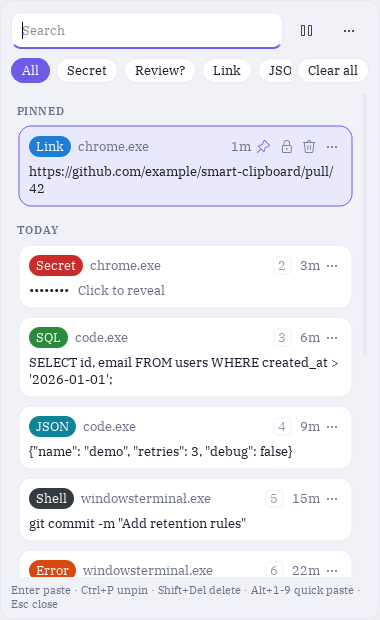 Search
All Secret Review? Link JSO Clear all
PINNED
Link chrome.exe 1m
https://github.com/example/smart-clipboard/pull/
42
TODAY
Secret chrome.exe 2 3m
•••••••• Click to reveal
SQL code.exe 3 6m
SELECT id, email FROM users WHERE created_at >
'2026-01-01';
JSON code.exe 4 9m
{"name": "demo", "retries": 3, "debug": false}
Shell windowsterminal.exe 5 15m
git commit -m "Add retention rules"
Error windowsterminal.exe 6 22m
Enter paste · Ctrl+P unpin · Shift+Del delete · Alt+1-9 quick paste ·
Esc close